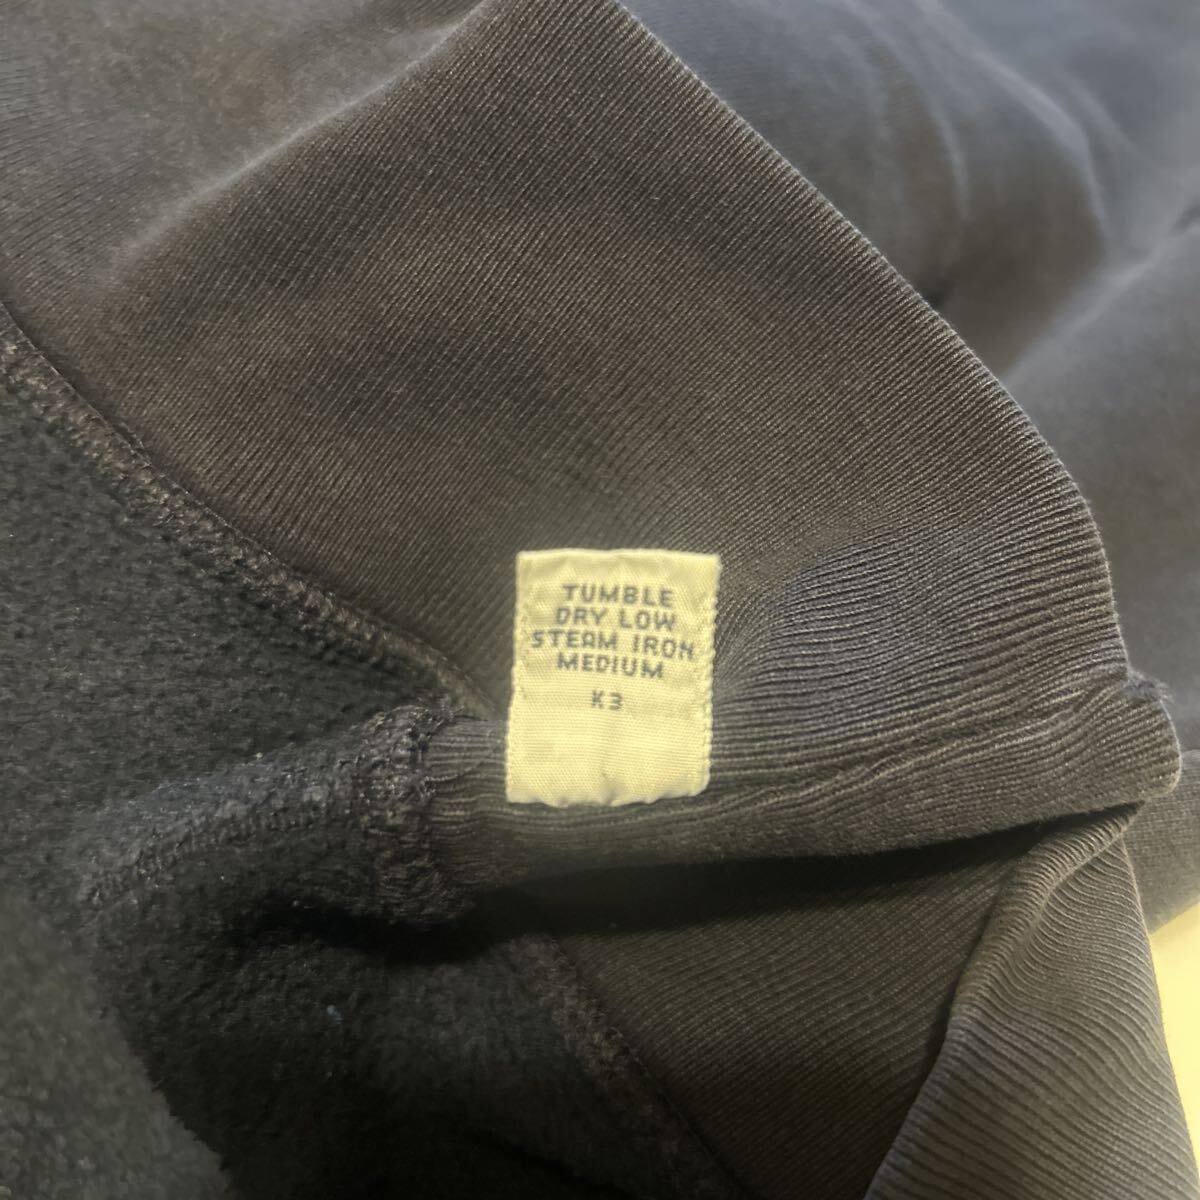 TUMBLE
DRY LOW
STEAM IRON
MEDIUM
K3